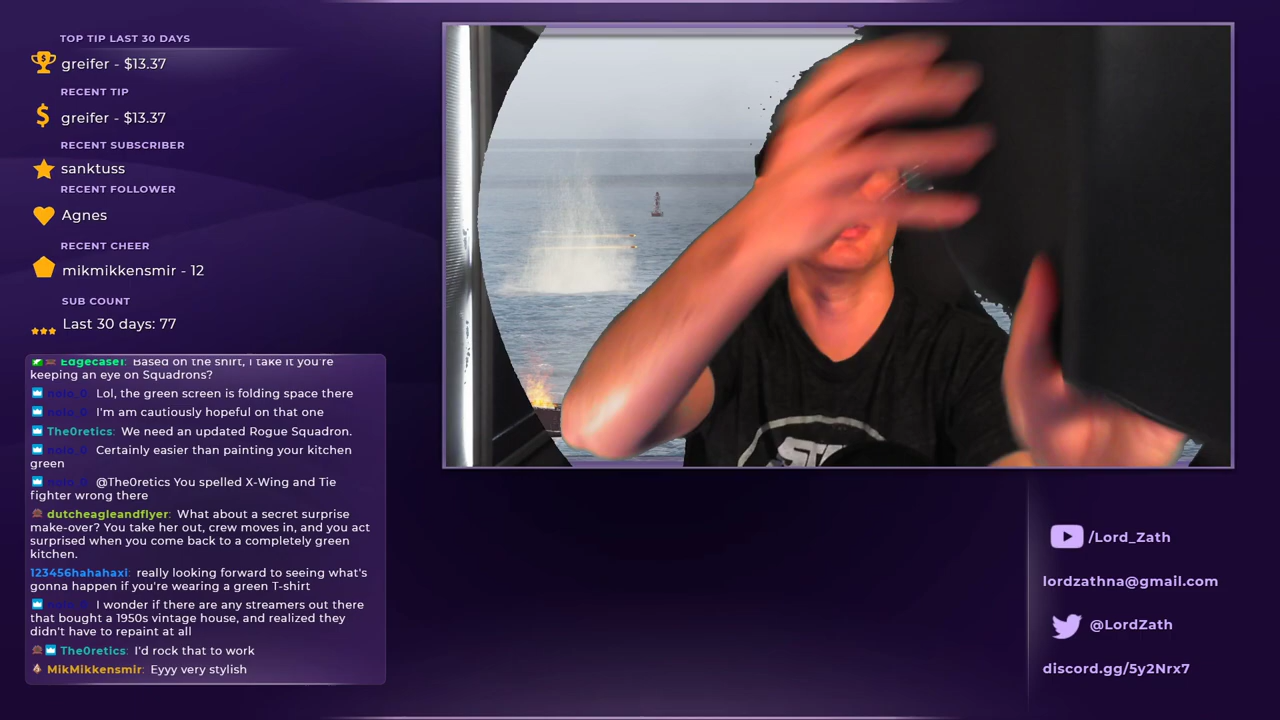 TOP TIP LAST 30 DAYS
greifer - $13.37
RECENT TIP
greifer - $13.37
RECENT SUBSCRIBER
sanktuss
RECENT FOLLOWER
Agnes
RECENT CHEER
mikmikkensmir - 12
SUB COUNT
Last 30 days: 77
Edgecase1: Based on the shirt, I take it you're
keeping an eye on Squadrons?
nolo_0: Lol, the green screen is folding space there
nolo_0: I'm am cautiously hopeful on that one
The0retics: We need an updated Rogue Squadron.
nolo_0: Certainly easier than painting your kitchen
green
nolo_0: @The0retics You spelled X-Wing and Tie
fighter wrong there
dutcheagleandflyer: What about a secret surprise
make-over? You take her out, crew moves in, and you act
surprised when you come back to a completely green
kitchen.
123456hahahaxi: really looking forward to seeing what's
gonna happen if you're wearing a green T-shirt
nolo_0: I wonder if there are any streamers out there
that bought a 1950s vintage house, and realized they
didn't have to repaint at all
The0retics: I'd rock that to work
MikMikkensmir: Eyyy very stylish
/Lord_Zath
lordzathna@gmail.com
@LordZath
discord.gg/5y2Nrx7